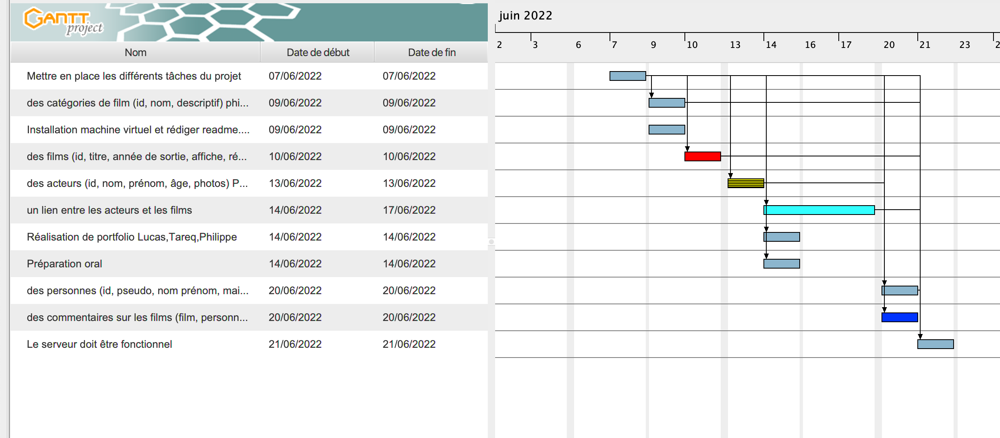 GANTT
project
juin 2022
2 3 6 7 9 10 13 14 16 17 20 21 23 2
Nom Date de début Date de fin
Mettre en place les différents tâches du projet 07/06/2022 07/06/2022
des catégories de film (id, nom, descriptif) phi... 09/06/2022 09/06/2022
Installation machine virtuel et rédiger readme.... 09/06/2022 09/06/2022
des films (id, titre, année de sortie, affiche, ré... 10/06/2022 10/06/2022
des acteurs (id, nom, prénom, âge, photos) P... 13/06/2022 13/06/2022
un lien entre les acteurs et les films 14/06/2022 17/06/2022
Réalisation de portfolio Lucas,Tareq,Philippe 14/06/2022 14/06/2022
Préparation oral 14/06/2022 14/06/2022
des personnes (id, pseudo, nom prénom, mai... 20/06/2022 20/06/2022
des commentaires sur les films (film, personn... 20/06/2022 20/06/2022
Le serveur doit être fonctionnel 21/06/2022 21/06/2022